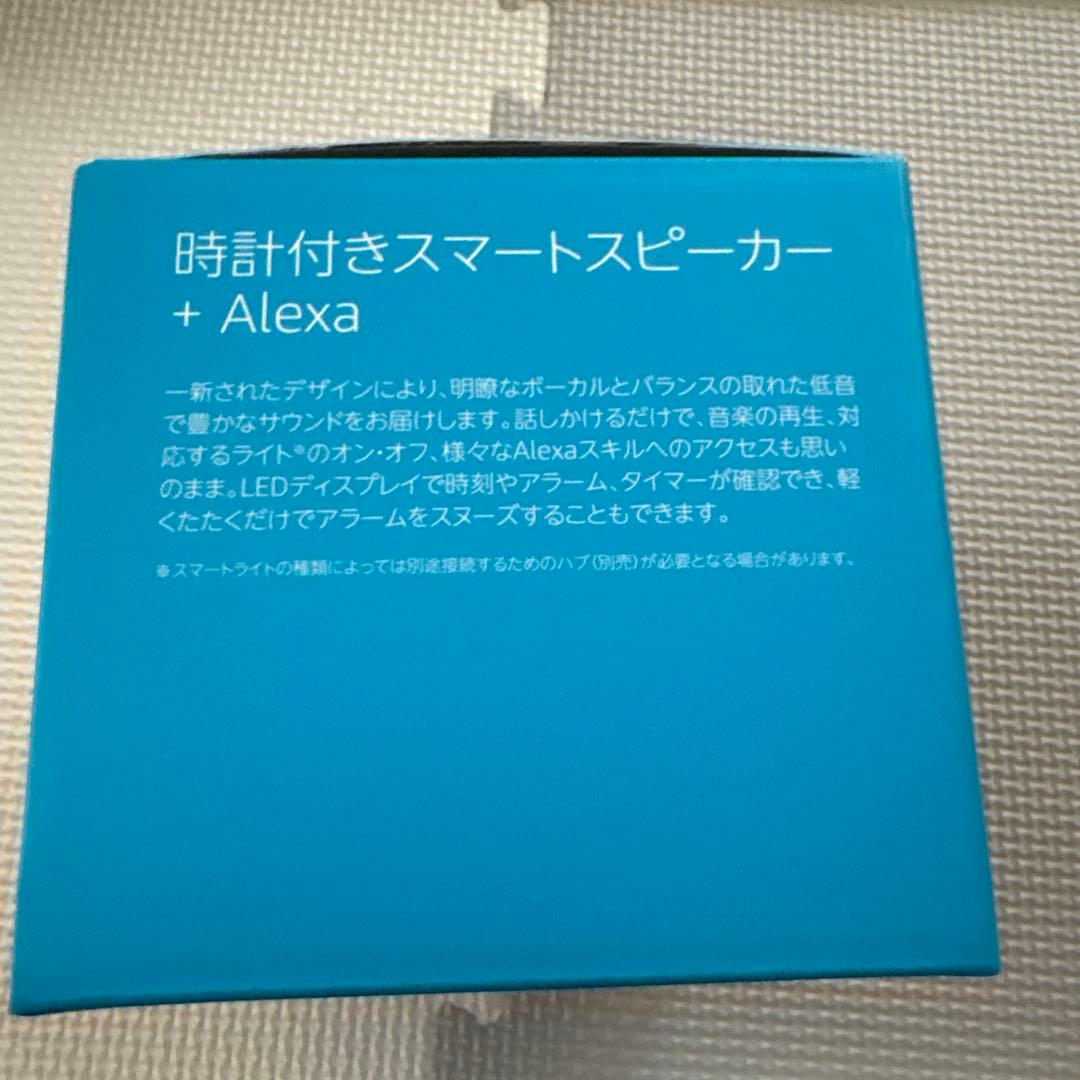 時計付きスマートスピーカー
+ Alexa
一新されたデザインにより、明瞭なボーカルとバランスの取れた低音
で豊かなサウンドをお届けします。話しかけるだけで、音楽の再生、対
応するライト※のオン・オフ、様々なAlexaスキルへのアクセスも思い
のまま。LEDディスプレイで時刻やアラーム、タイマーが確認でき、軽
くたたくだけでアラームをスヌーズすることもできます。
※スマートライトの種類によっては別途接続するためのハブ(別売)が必要となる場合があります。